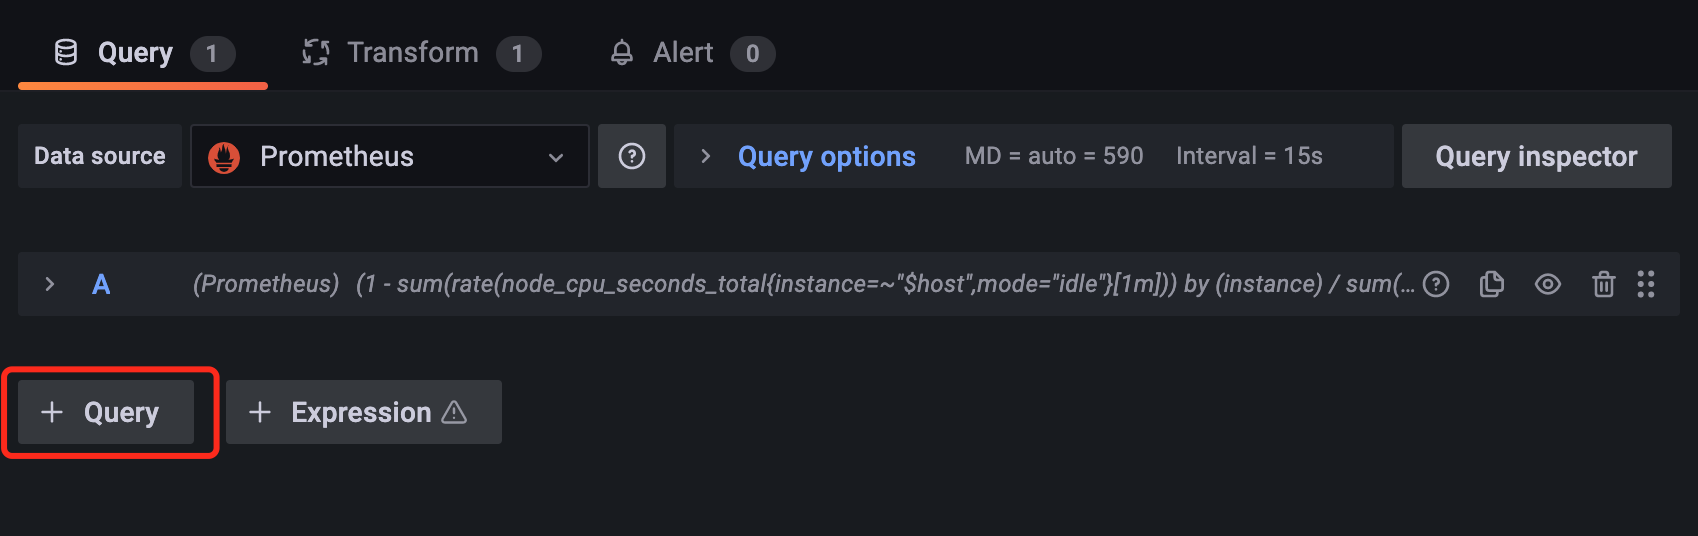 Query 1 Transform 1 Alert 0
Data source Prometheus Query options MD = auto = 590 Interval = 15s Query inspector
A (Prometheus) (1 - sum(rate(node_cpu_seconds_total{instance=~"$host",mode="idle"}[1m])) by (instance) / sum(...
+ Query + Expression